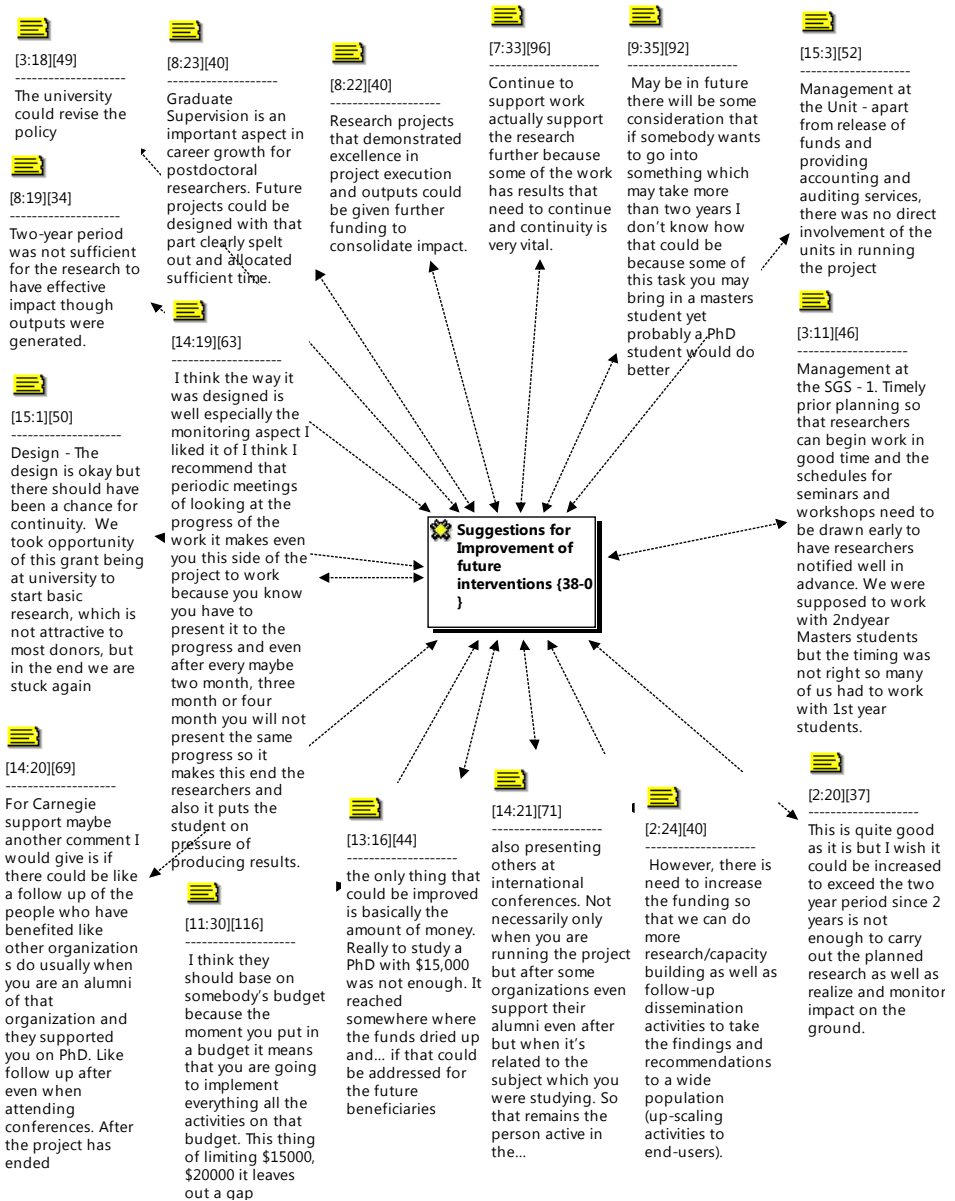 [3:18][49]
--------------------
The university
could revise the
policy
[8:23][40]
--------------------
Graduate
Supervision is an
important aspect in
career growth for
postdoctoral
researchers. Future
projects could be
designed with that
part clearly spelt
out and allocated
sufficient time.
[8:22][40]
--------------------
Research projects
that demonstrated
excellence in
project execution
and outputs could
be given further
funding to
consolidate impact.
[7:33][96]
--------------------
Continue to
support work
actually support
the research
further because
some of the work
has results that
need to continue
and continuity is
very vital.
[9:35][92]
--------------------
May be in future
there will be some
consideration that
if somebody wants
to go into
something which
may take more
than two years I
don't know how
that could be
because some of
this task you may
bring in a masters
student yet
probably a PhD
student would do
better
[15:3][52]
--------------------
Management at
the Unit - apart
from release of
funds and
providing
accounting and
auditing services,
there was no direct
involvement of the
units in running
the project
[8:19][34]
--------------------
Two-year period
was not sufficient
for the research to
have effective
impact though
outputs were
generated.
[14:19][63]
--------------------
I think the way it
was designed is
well especially the
monitoring aspect I
liked it of I think I
recommend that
periodic meetings
of looking at the
progress of the
work it makes even
you this side of the
project to work
because you know
you have to
present it to the
progress and even
after every maybe
two month, three
month or four
month you will not
present the same
progress so it
makes this end the
researchers and
also it puts the
student on
pressure of
producing results.
[3:11][46]
--------------------
Management at
the SGS - 1. Timely
prior planning so
that researchers
can begin work in
good time and the
schedules for
seminars and
workshops need to
be drawn early to
have researchers
notified well in
advance. We were
supposed to work
with 2ndyear
Masters students
but the timing was
not right so many
of us had to work
with 1st year
students.
[15:1][50]
--------------------
Design - The
design is okay but
there should have
been a chance for
continuity. We
took opportunity
of this grant being
at university to
start basic
research, which is
not attractive to
most donors, but
in the end we are
stuck again
Suggestions for
Improvement of
future
interventions {38-0
}
[14:20][69]
--------------------
For Carnegie
support maybe
another comment I
would give is if
there could be like
a follow up of the
people who have
benefited like
other organization
s do usually when
you are an alumni
of that
organization and
they supported
you on PhD. Like
follow up after
even when
attending
conferences. After
the project has
ended
[11:30][116]
--------------------
I think they
should base on
somebody's budget
because the
moment you put in
a budget it means
that you are going
to implement
everything all the
activities on that
budget. This thing
of limiting $15000,
$20000 it leaves
out a gap
[13:16][44]
--------------------
the only thing that
could be improved
is basically the
amount of money.
Really to study a
PhD with $15,000
was not enough. It
reached
somewhere where
the funds dried up
and... if that could
be addressed for
the future
beneficiaries
[14:21][71]
--------------------
also presenting
others at
international
conferences. Not
necessarily only
when you are
running the project
but after some
organizations even
support their
alumni even after
but when it's
related to the
subject which you
were studying. So
that remains the
person active in
the...
[2:24][40]
--------------------
However, there is
need to increase
the funding so
that we can do
more
research/capacity
building as well as
follow-up
dissemination
activities to take
the findings and
recommendations
to a wide
population
(up-scaling
activities to
end-users).
[2:20][37]
--------------------
This is quite good
as it is but I wish it
could be increased
to exceed the two
year period since 2
years is not
enough to carry
out the planned
research as well as
realize and monitor
impact on the
ground.